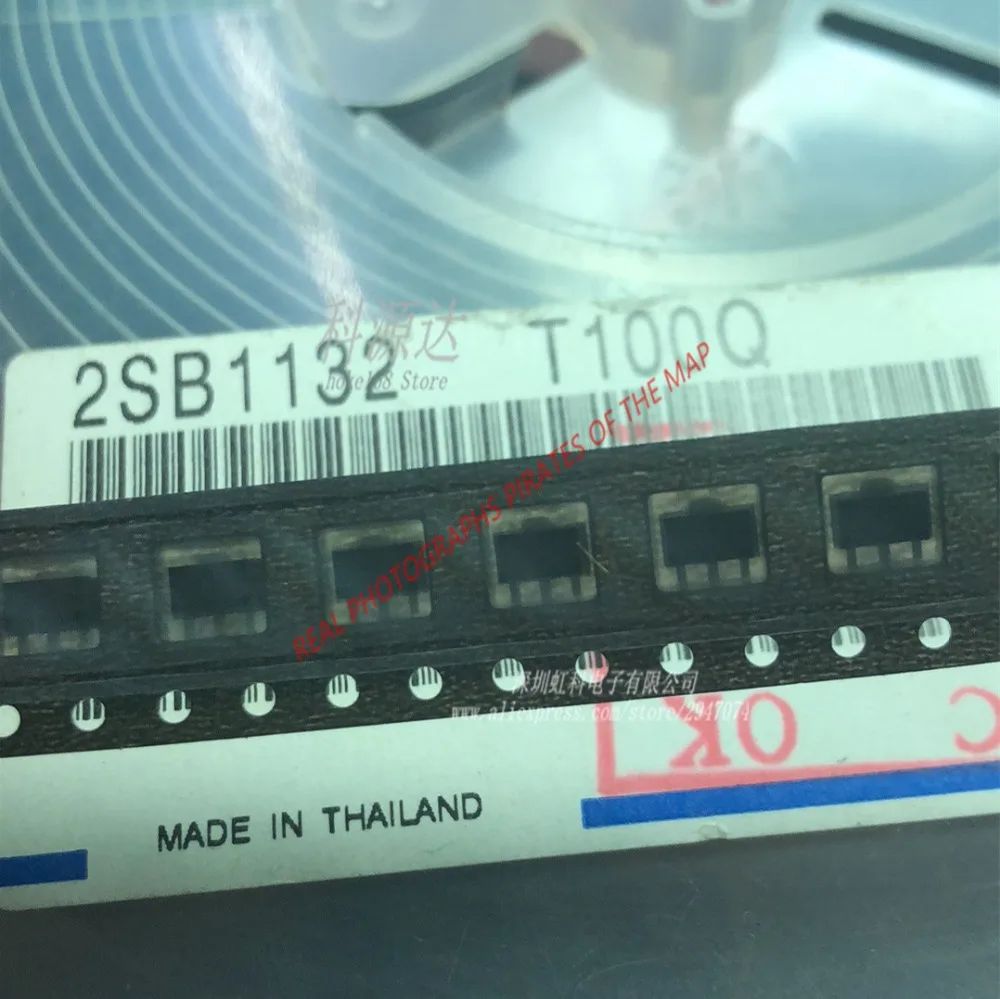 科源达
2SB1132 T100Q
hoke168 Store
REAL PHOTOGRAPHS PIRATES OF THE MAP
深圳虹科电子有限公司
www.aliexpress.com/store/2947074
OK
C
MADE IN THAILAND